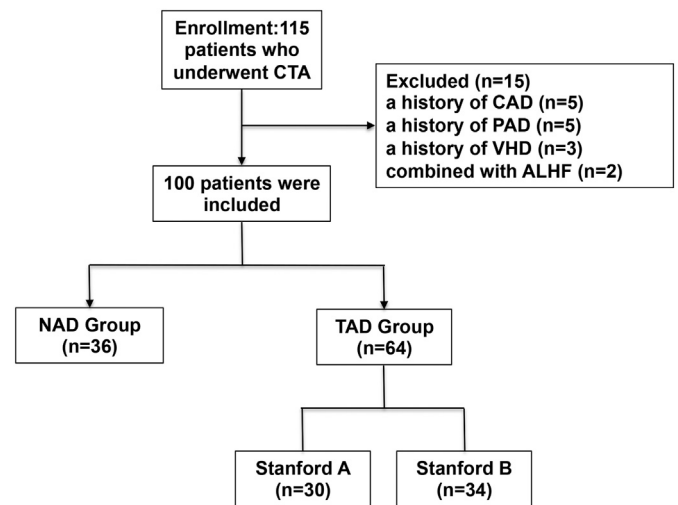 Enrollment:115
patients who
underwent CTA
Excluded (n=15)
a history of CAD (n=5)
a history of PAD (n=5)
a history of VHD (n=3)
combined with ALHF (n=2)
100 patients were
included
NAD Group
(n=36)
TAD Group
(n=64)
Stanford A
(n=30)
Stanford B
(n=34)